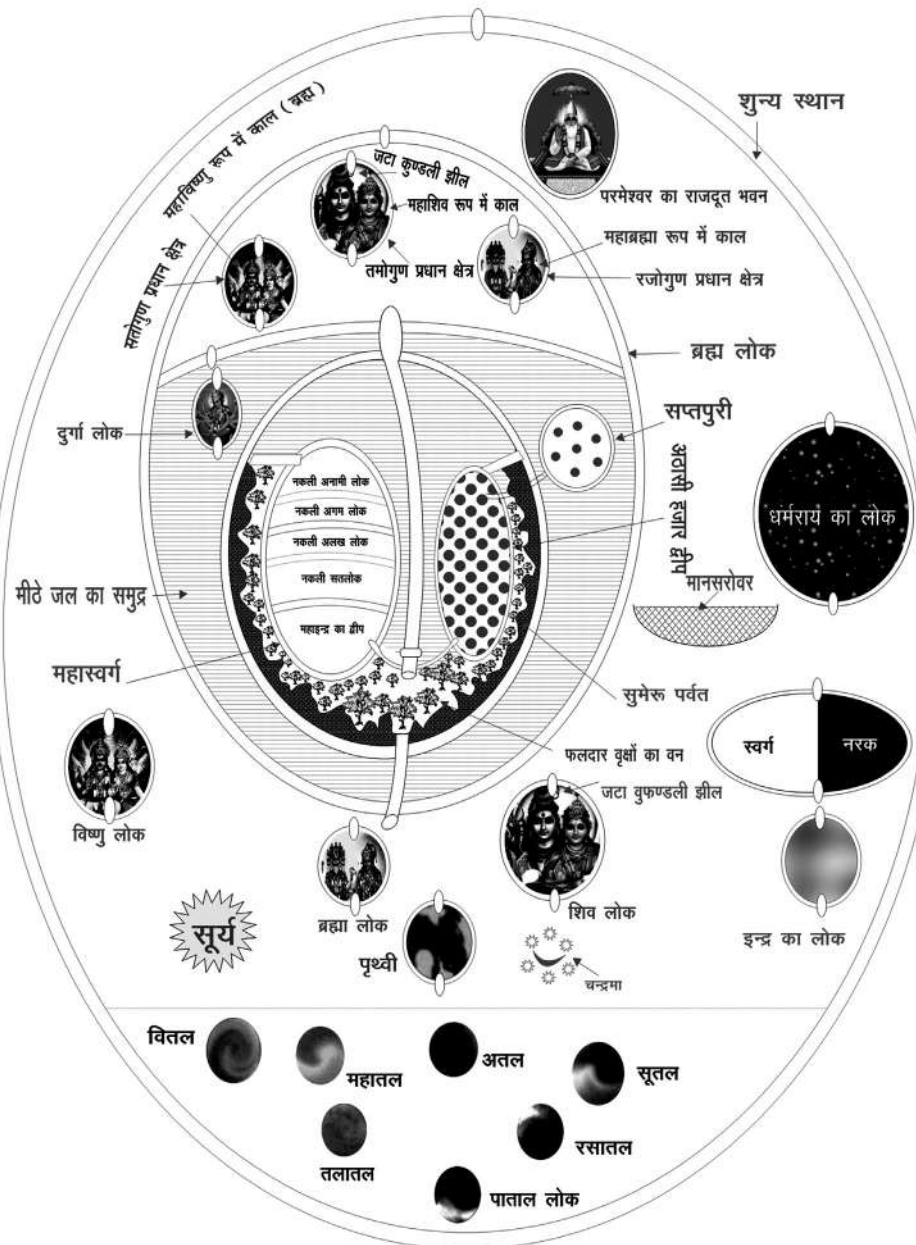 शुन्य स्थान
महाविष्णु रूप में काल (ब्रह्म)
सतोगुण प्रधान क्षेत्र
जटा कुण्डली झील
महाशिव रूप में काल
तमोगुण प्रधान क्षेत्र
परमेश्वर का राजदूत भवन
महाब्रह्मा रूप में काल
रजोगुण प्रधान क्षेत्र
ब्रह्म लोक
दुर्गा लोक
सप्तपुरी
नकली अनामी लोक
नकली अगम लोक
नकली अलख लोक
नकली सतलोक
महाइन्द्र का द्वीप
अठासी हजार द्वीप
धर्मराय का लोक
मानसरोवर
मीठे जल का समुद्र
महास्वर्ग
सुमेरू पर्वत
स्वर्ग
नरक
फलदार वृक्षों का वन
जटा वुफण्डली झील
विष्णु लोक
ब्रह्मा लोक
शिव लोक
इन्द्र का लोक
सूर्य
पृथ्वी
चन्द्रमा
वितल
महातल
अतल
सूतल
तलातल
रसातल
पाताल लोक